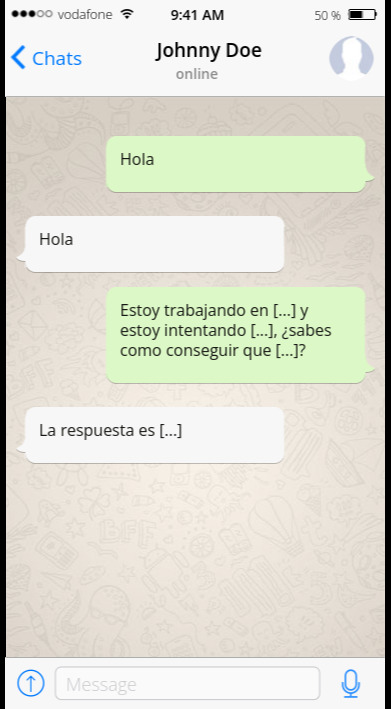 vodafone 9:41 AM 50 %
Chats
Johnny Doe
online
Hola
Hola
Estoy trabajando en [...] y
estoy intentando [...], ¿sabes
como conseguir que [...]?
La respuesta es [...]
Message